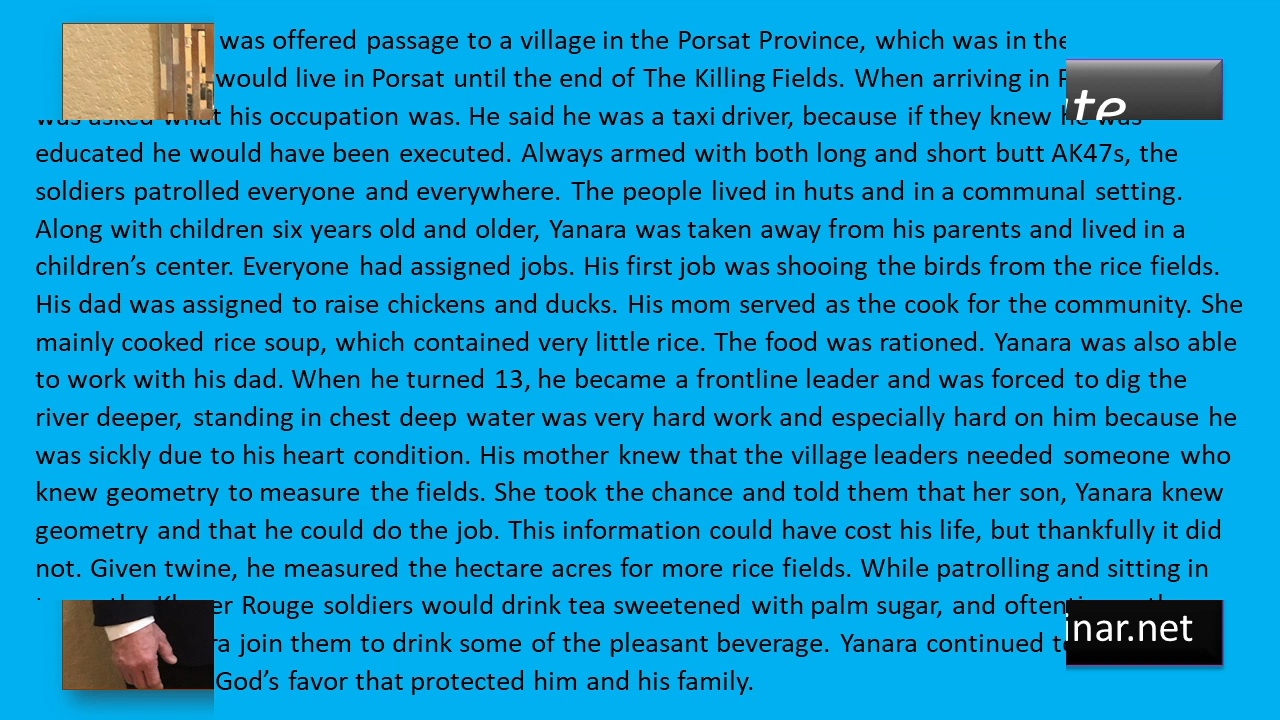 was offered passage to a village in the Porsat Province, which was in the
would live in Porsat until the end of The Killing Fields. When arriving in
was asked what his occupation was. He said he was a taxi driver, because if they knew he was
educated he would have been executed. Always armed with both long and short butt AK47s, the
soldiers patrolled everyone and everywhere. The people lived in huts and in a communal setting.
Along with children six years old and older, Yanara was taken away from his parents and lived in a
children’s center. Everyone had assigned jobs. His first job was shooing the birds from the rice fields.
His dad was assigned to raise chickens and ducks. His mom served as the cook for the community. She
mainly cooked rice soup, which contained very little rice. The food was rationed. Yanara was also able
to work with his dad. When he turned 13, he became a frontline leader and was forced to dig the
river deeper, standing in chest deep water was very hard work and especially hard on him because he
was sickly due to his heart condition. His mother knew that the village leaders needed someone who
knew geometry to measure the fields. She took the chance and told them that her son, Yanara knew
geometry and that he could do the job. This information could have cost his life, but thankfully it did
not. Given twine, he measured the hectare acres for more rice fields. While patrolling and sitting in
the Khmer Rouge soldiers would drink tea sweetened with palm sugar, and
inar.net
ra join them to drink some of the pleasant beverage. Yanara continued
God’s favor that protected him and his family.